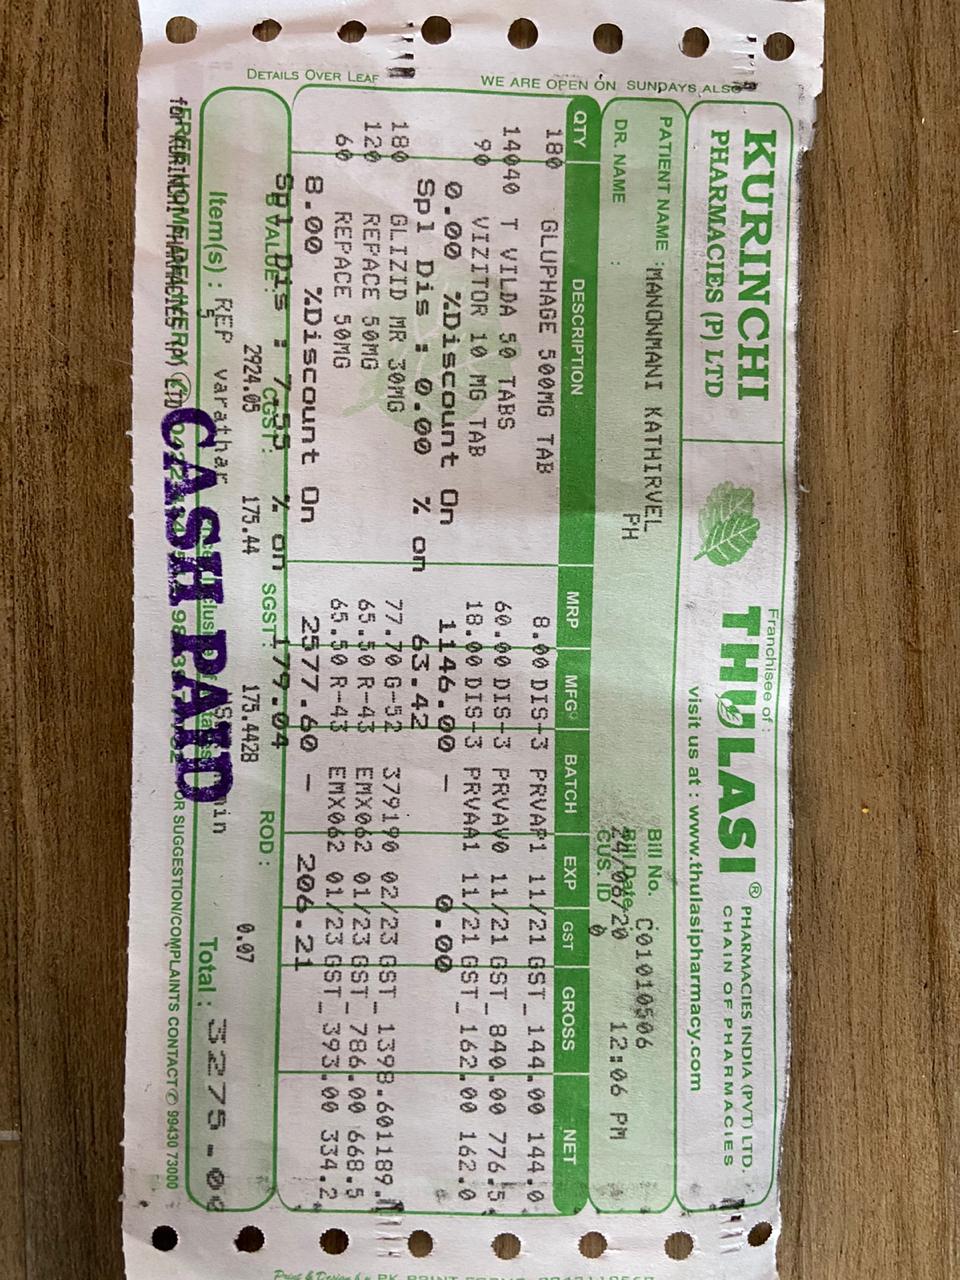 KURINCHI
PHARMACIES (P) LTD
Franchisee of :
THULASI® PHARMACIES INDIA (PVT) LTD.
CHAIN OF PHARMACIES
visit us at : www.thulasipharmacy.com
PATIENT NAME : MANONMANI KATHIRVEL
PH
DR. NAME :
Bill No. : C01010506
Bill Date : 24/06/20 12:06 PM
CUS. ID 0
QTY DESCRIPTION MRP MFG BATCH EXP GST GROSS NET
180 GLUPHAGE 500MG TAB 8.00 DIS-3 PRVAP1 11/21 GST_ 144.00 144.0
14040 T VILDA 50 TABS 60.00 DIS-3 PRVAV0 11/21 GST_ 840.00 776.5
90 VIZITOR 10 MG TAB 18.00 DIS-3 PRVAA1 11/21 GST_ 162.00 162.0
0.00 %Discount On 1146.00 - 0.00
Spl Dis : 0.00 % on 63.42
180 GLIZID MR 30MG 77.70 G-52 379190 02/23 GST_ 1398.601189.
120 REPACE 50MG 65.50 R-43 EMX062 01/23 GST_ 786.00 668.5
60 REPACE 50MG 65.50 R-43 EMX062 01/23 GST_ 393.00 334.2
8.00 %Discount On 2577.60 - 206.21
Spl Dis : 7.55 % on 179.04
B VALUE : CGST : SGST : ROD :
2924.05 175.44 175.4428 0.07
Item(s) : REP varathar
5
Total : 3275.00
CASH PAID
FREE HOME DELIVERY
for KURINCHI PHARMACIES (P) LTD
FOR SUGGESTION/COMPLAINTS CONTACT 99430 73000
WE ARE OPEN ON SUNDAYS ALSO
DETAILS OVER LEAF